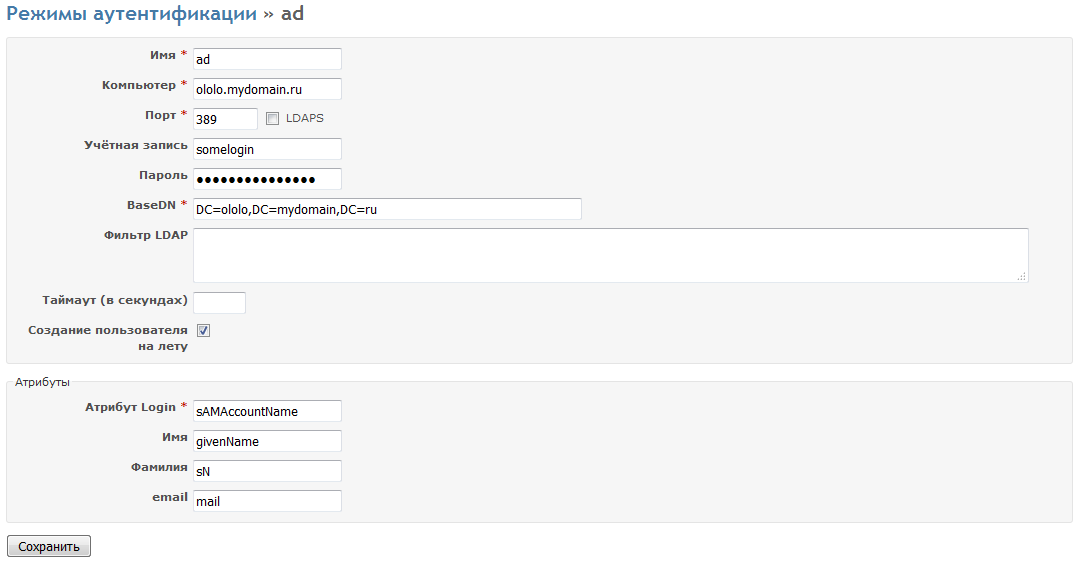 Режимы аутентификации » ad
Имя * ad
Компьютер * ololo.mydomain.ru
Порт * 389 LDAPS
Учётная запись somelogin
Пароль ●●●●●●●●●●●●●●●
BaseDN * DC=ololo,DC=mydomain,DC=ru
Фильтр LDAP
Таймаут (в секундах)
Создание пользователя
на лету
Атрибуты
Атрибут Login * sAMAccountName
Имя givenName
Фамилия sN
email mail
Сохранить